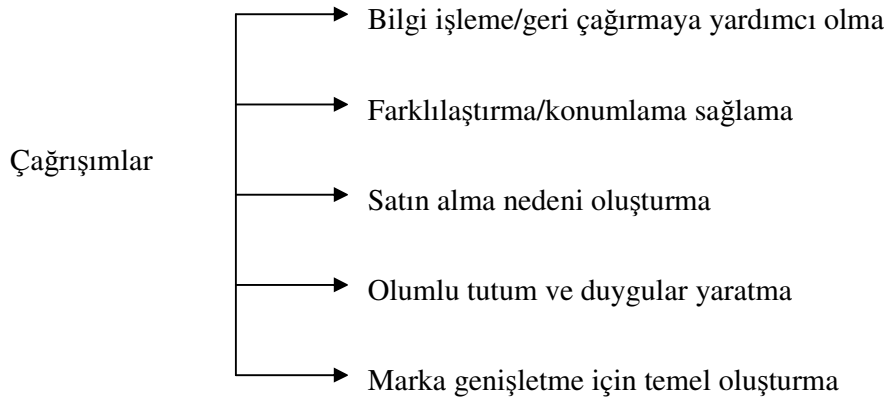 Bilgi işleme/geri çağırmaya yardımcı olma
Farklılaştırma/konumlama sağlama
Çağrışımlar
Satın alma nedeni oluşturma
Olumlu tutum ve duygular yaratma
Marka genişletme için temel oluşturma